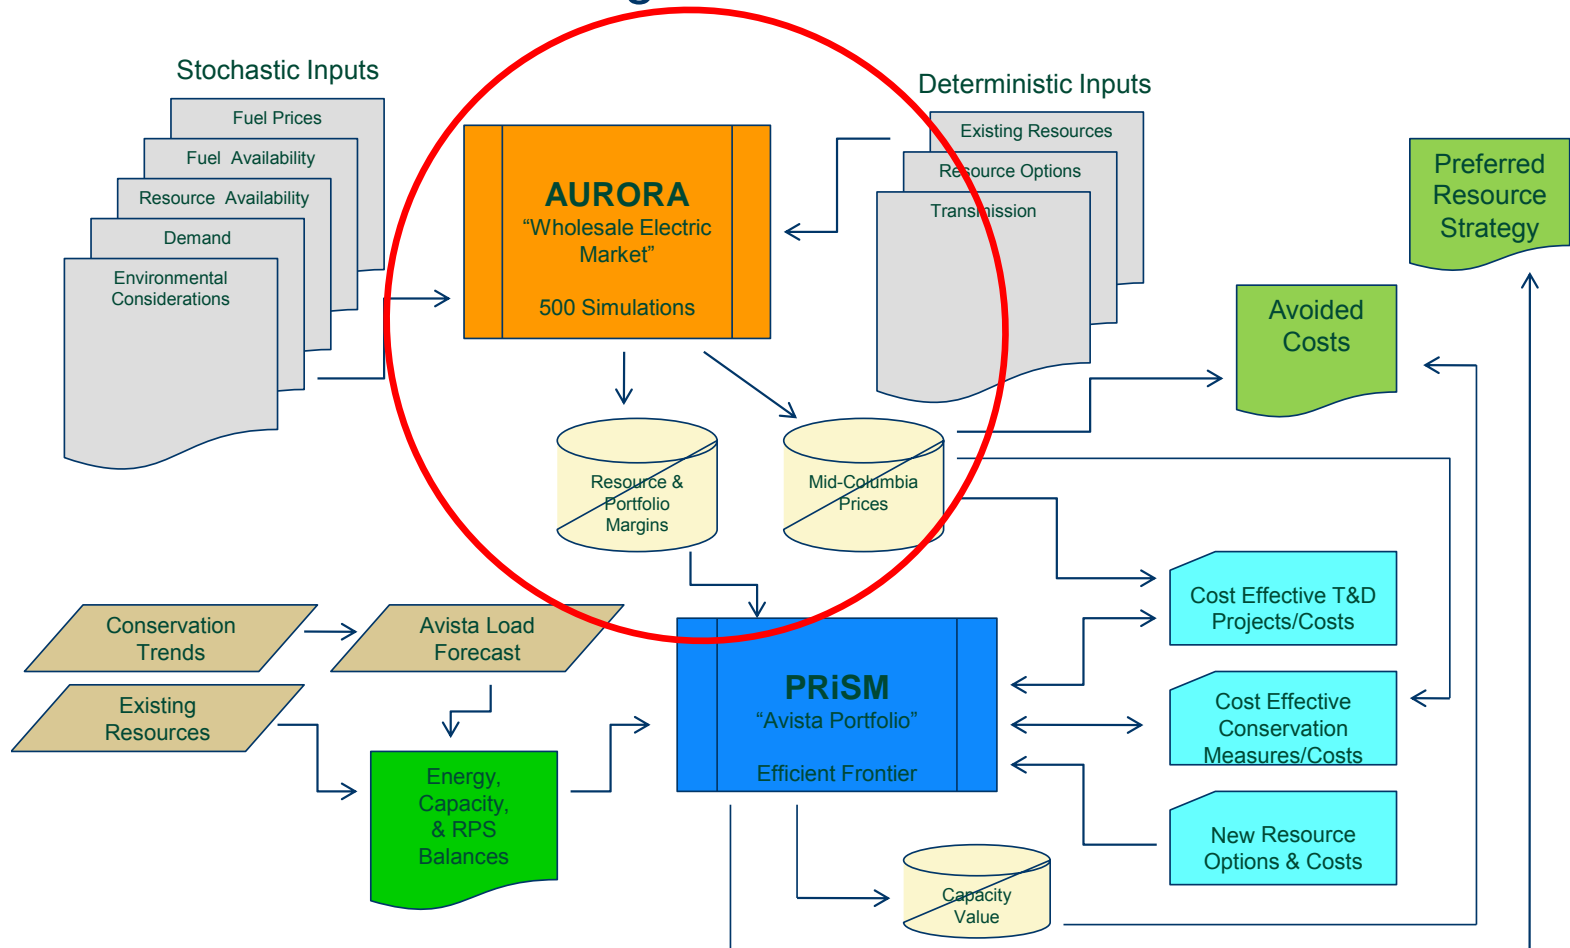 Stochastic Inputs
Fuel Prices
Fuel Availability
Resource Availability
Demand
Environmental
Considerations
AURORA
“Wholesale Electric
Market”
500 Simulations
Deterministic Inputs
Existing Resources
Resource Options
Transmission
Preferred
Resource
Strategy
Avoided
Costs
Resource &
Portfolio
Margins
Mid-Columbia
Prices
Conservation
Trends
Avista Load
Forecast
Existing
Resources
Energy,
Capacity,
& RPS
Balances
PRiSM
“Avista Portfolio”
Efficient Frontier
Cost Effective T&D
Projects/Costs
Cost Effective
Conservation
Measures/Costs
New Resource
Options & Costs
Capacity
Value